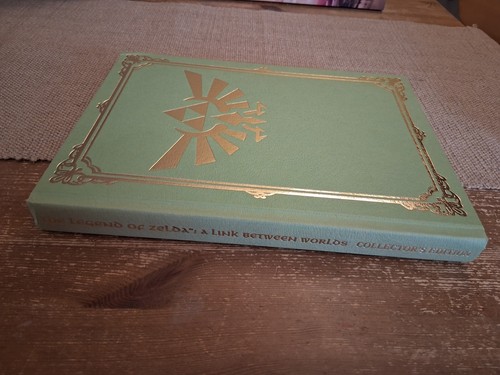 THE LEGEND OF ZELDA: A LINK BETWEEN WORLDS COLLECTOR'S EDITION